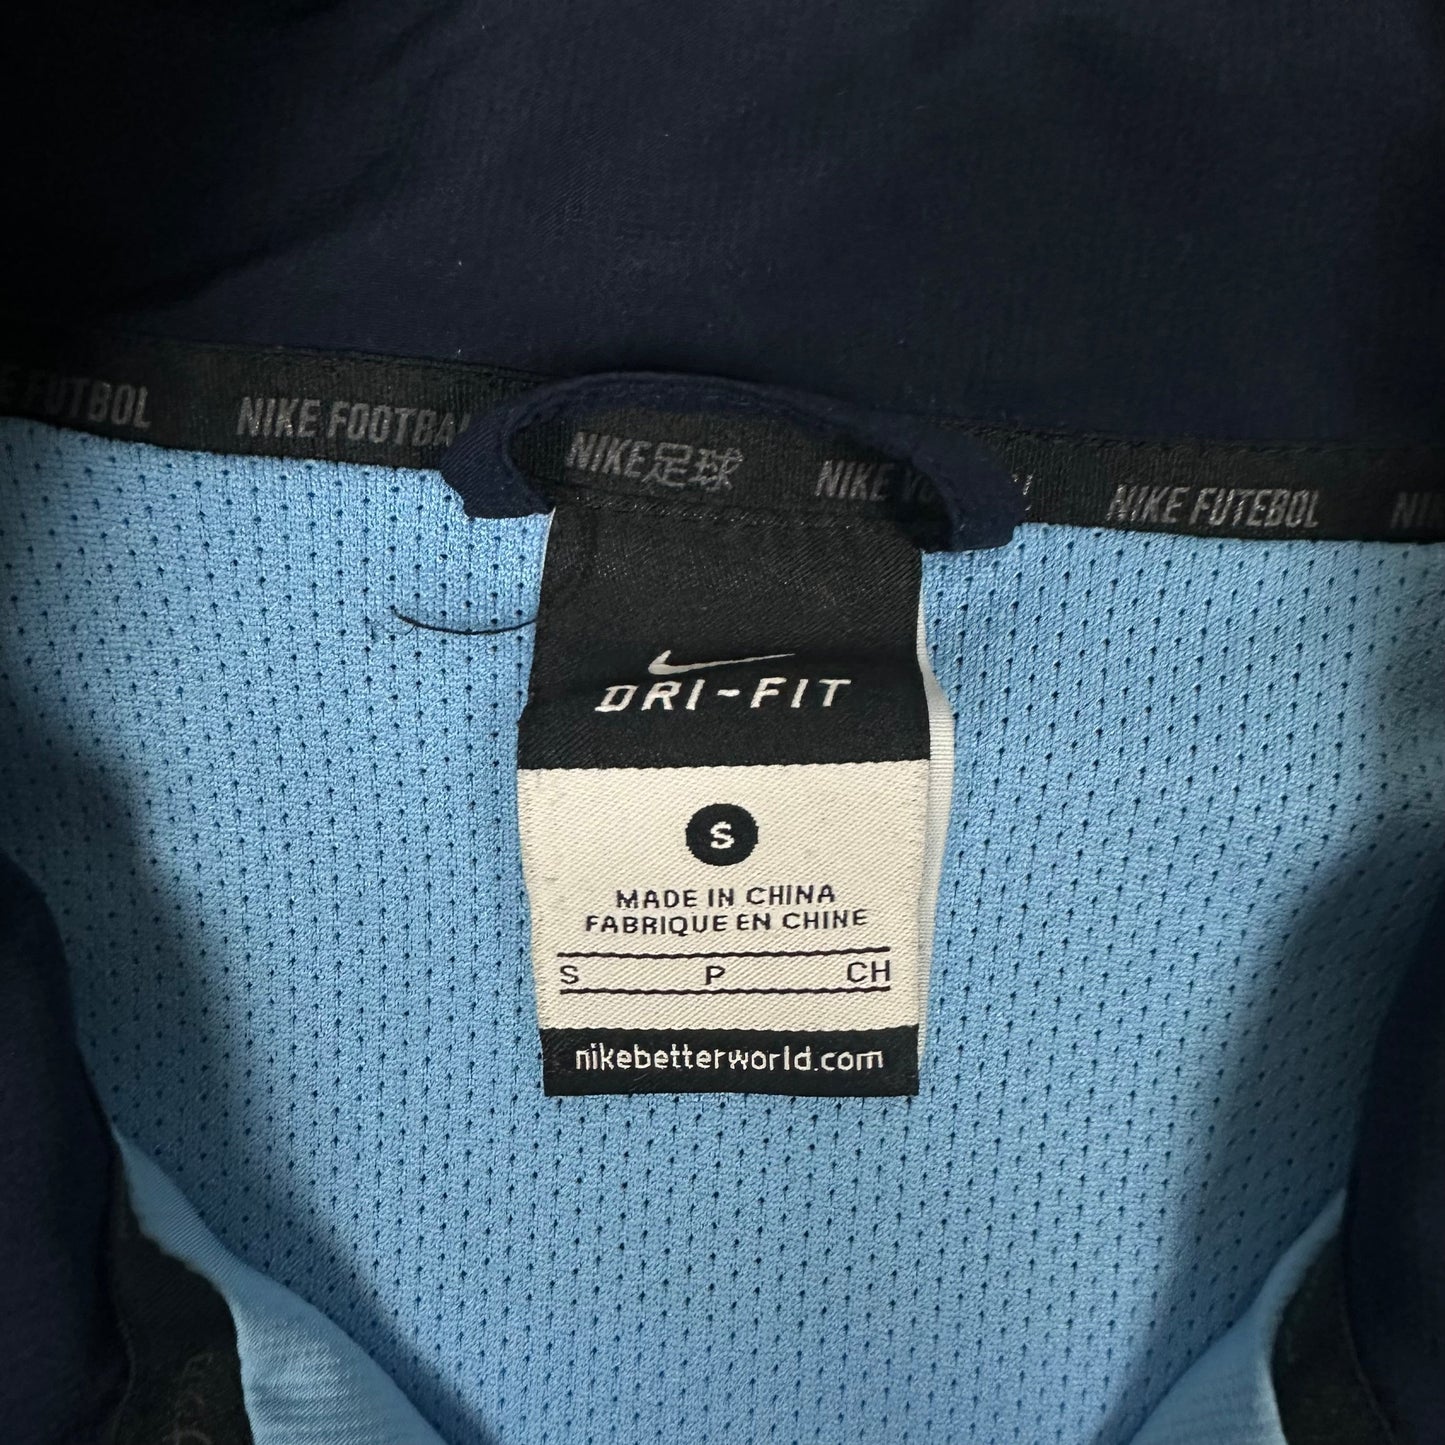 FUTBOL NIKE FOOTBA NIKE足球 NIKE NIKE FUTEBOL NI
DRI-FIT
S
MADE IN CHINA
FABRIQUE EN CHINE
S P CH
nikebetterworld.com